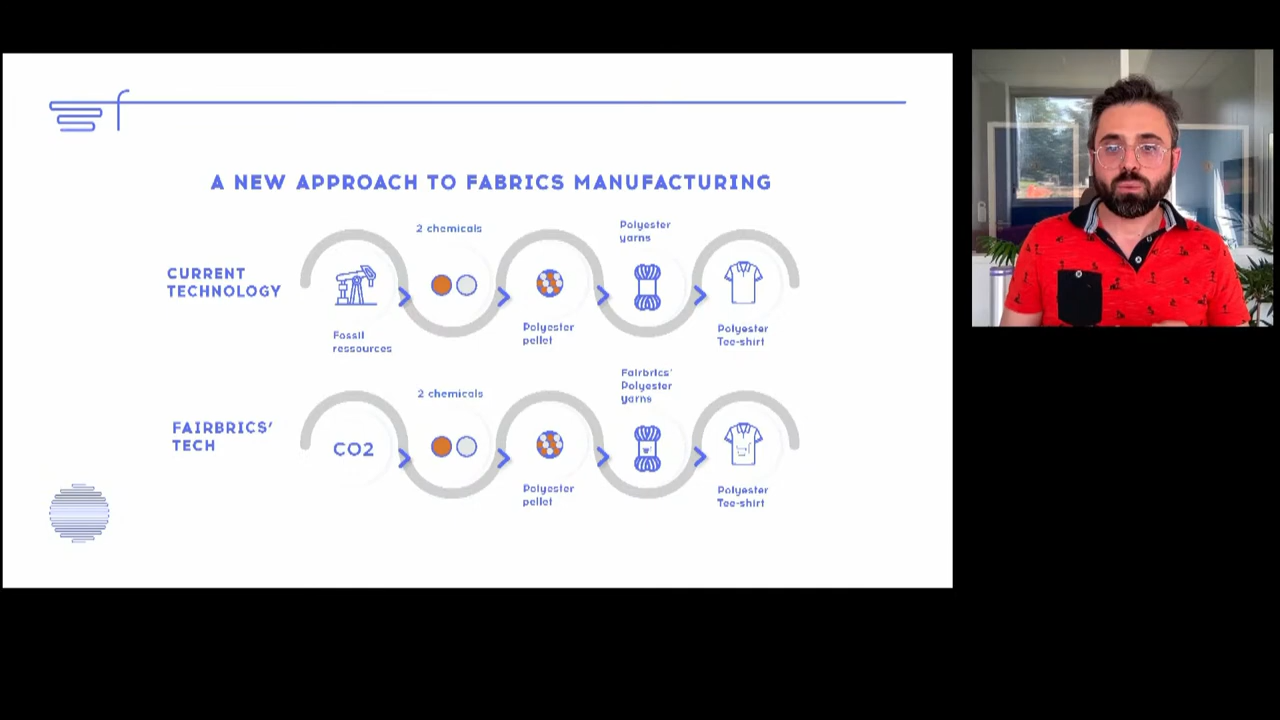 A NEW APPROACH TO FABRICS MANUFACTURING
CURRENT
TECHNOLOGY
Fossil
ressources
2 chemicals
Polyester
pellet
Polyester
yarns
Polyester
Tee-shirt
FAIRBRICS'
TECH
CO2
2 chemicals
Polyester
pellet
Fairbrics'
Polyester
yarns
Polyester
Tee-shirt